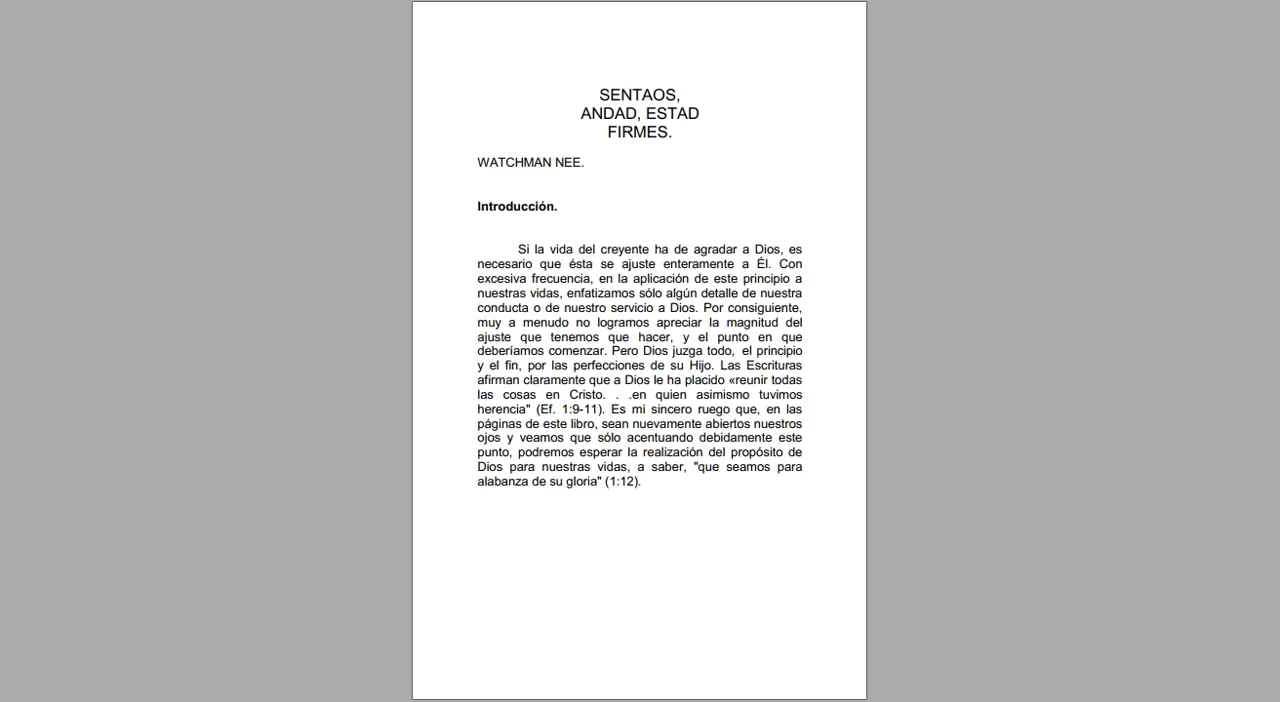 SENTAOS,
ANDAD, ESTAD
FIRMES.
WATCHMAN NEE.
Introducción.
Si la vida del creyente ha de agradar a Dios, es
necesario que ésta se ajuste enteramente a Él. Con
excesiva frecuencia, en la aplicación de este principio a
nuestras vidas, enfatizamos sólo algún detalle de nuestra
conducta o de nuestro servicio a Dios. Por consiguiente,
muy a menudo no logramos apreciar la magnitud del
ajuste que tenemos que hacer, y el punto en que
deberíamos comenzar. Pero Dios juzga todo, el principio
y el fin, por las perfecciones de su Hijo. Las Escrituras
afirman claramente que a Dios le ha placido «reunir todas
las cosas en Cristo. . .en quien asimismo tuvimos
herencia" (Ef. 1:9-11). Es mi sincero ruego que, en las
páginas de este libro, sean nuevamente abiertos nuestros
ojos y veamos que sólo acentuando debidamente este
punto, podremos esperar la realización del propósito de
Dios para nuestras vidas, a saber, "que seamos para
alabanza de su gloria" (1:12).